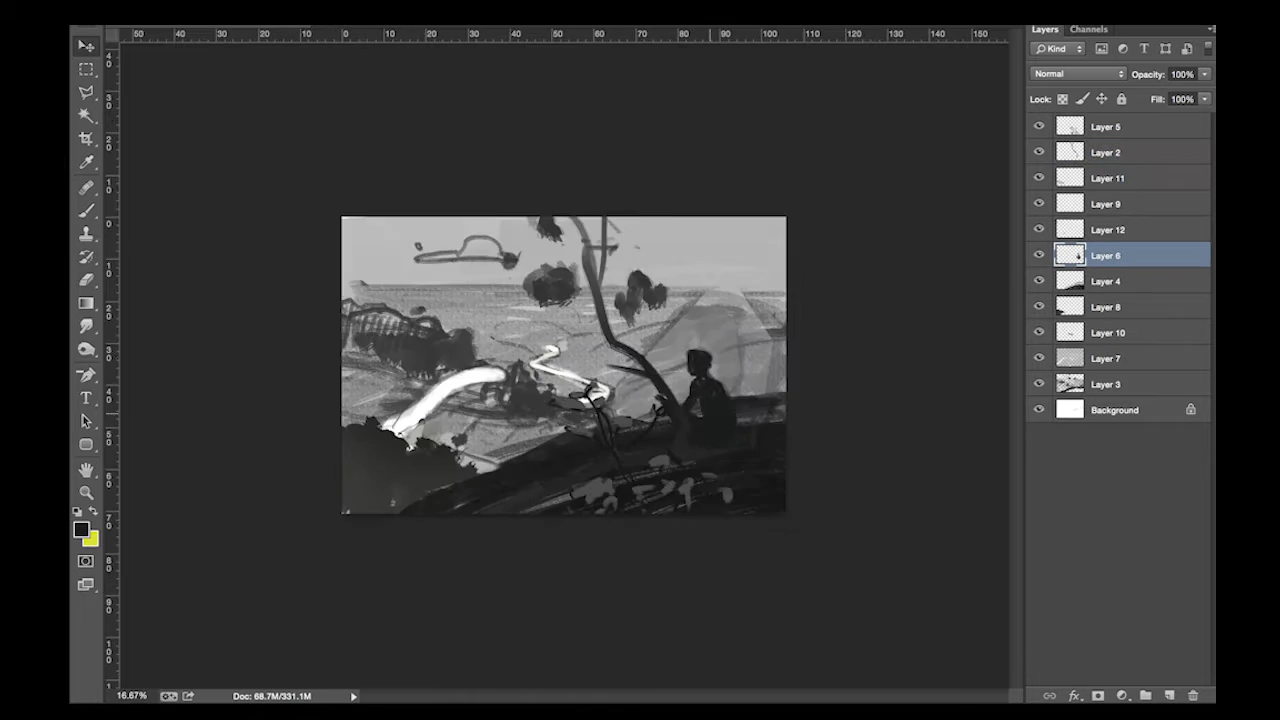 Layers Channels
50 40 30 20 10 0 10 20 30 40 50 60 70 80 90 100 110 120 130 140 150
Kind
Normal Opacity: 100%
Lock: Fill: 100%
Layer 5
Layer 2
Layer 11
Layer 9
Layer 12
Layer 6
Layer 4
Layer 8
Layer 10
Layer 7
Layer 3
Background
16.67% Doc: 68.7M/331.1M